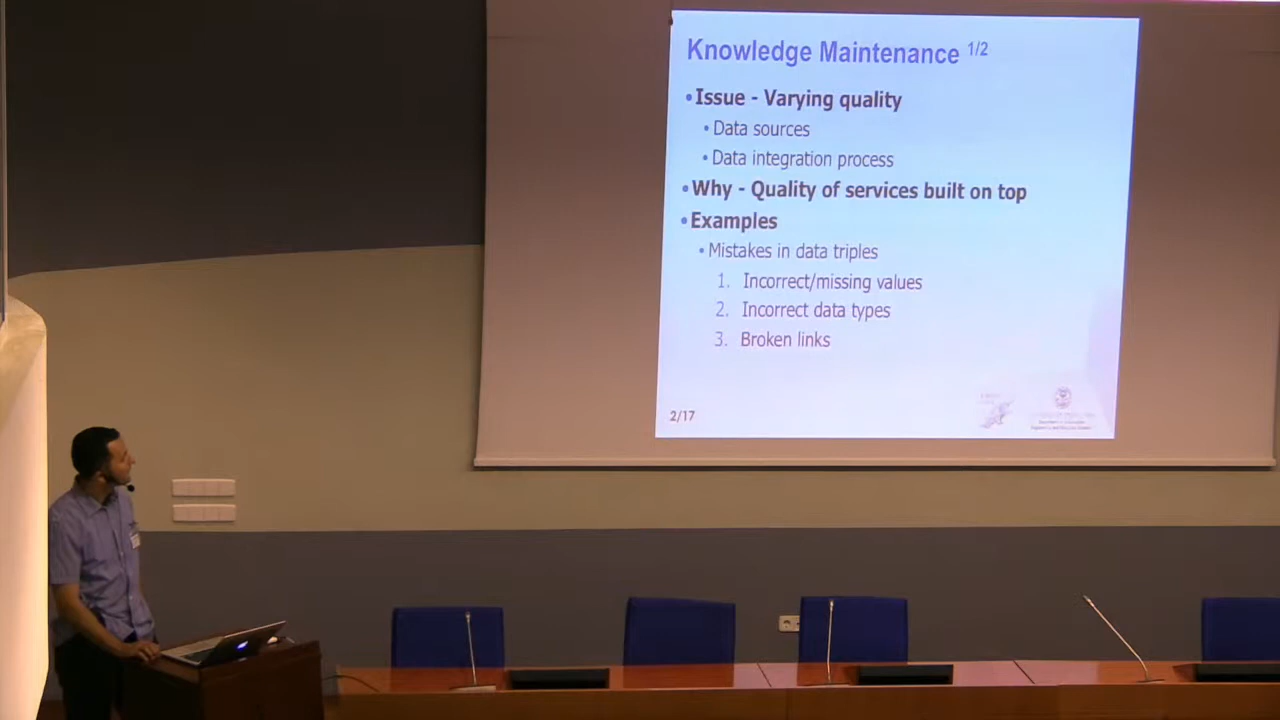 Knowledge Maintenance 1/2
•Issue - Varying quality
•Data sources
•Data integration process
•Why - Quality of services built on top
•Examples
•Mistakes in data triples
1. Incorrect/missing values
2. Incorrect data types
3. Broken links
2/17